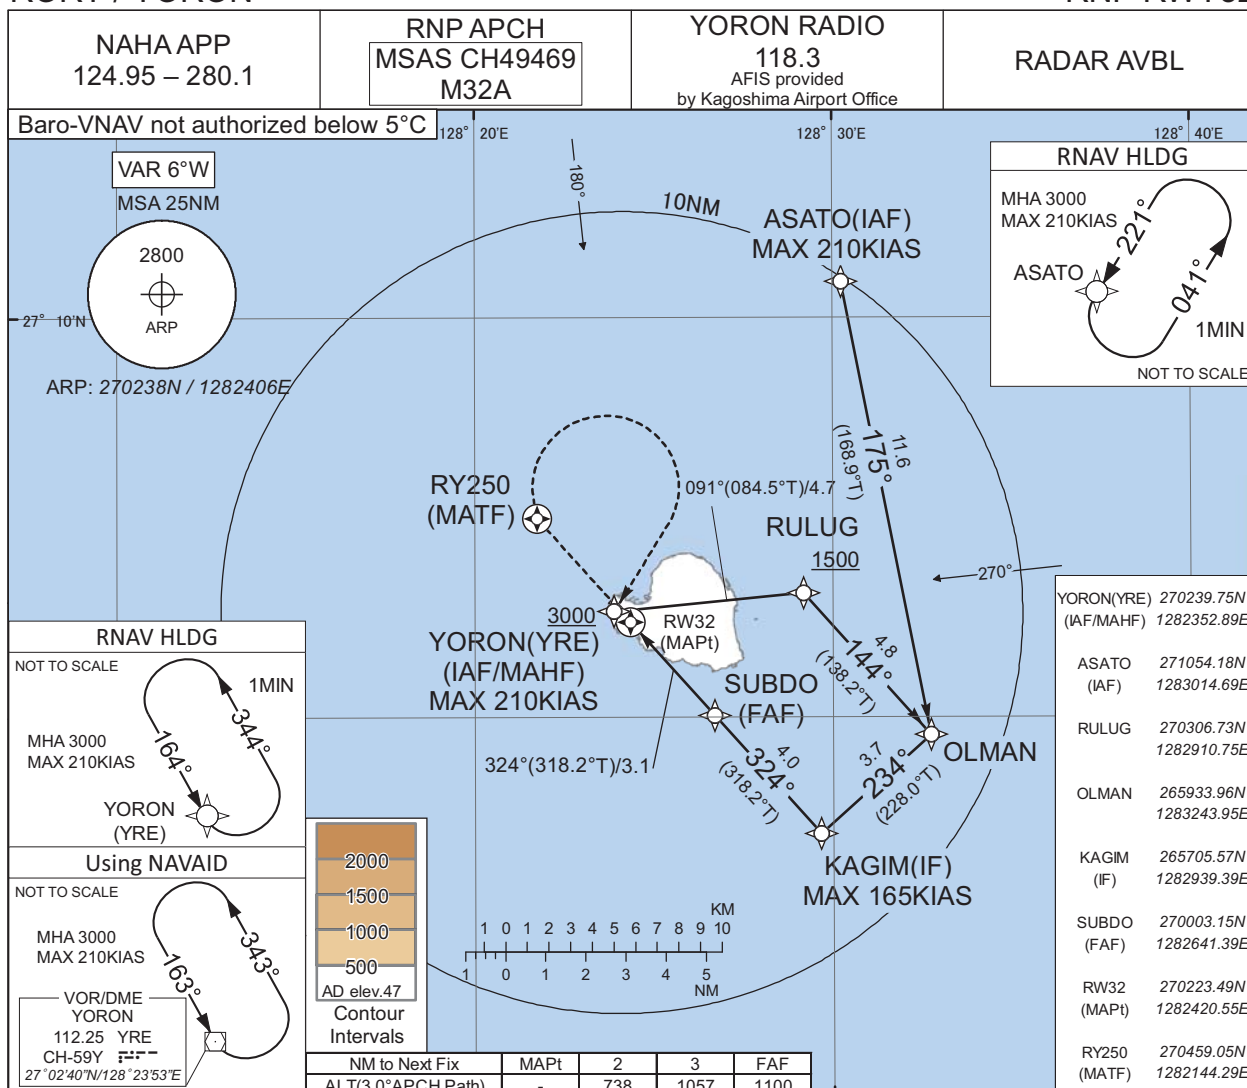 NAHA APP
124.95 – 280.1
RNP APCH
MSAS CH49469
M32A
YORON RADIO
118.3
AFIS provided
by Kagoshima Airport Office
RADAR AVBL
Baro-VNAV not authorized below 5°C
128° 20'E
128° 30'E
128° 40'E
VAR 6°W
MSA 25NM
2800
ARP
27° 10'N
ARP: 270238N / 1282406E
180°
10NM
ASATO(IAF)
MAX 210KIAS
RNAV HLDG
MHA 3000
MAX 210KIAS
221°
ASATO
041°
1MIN
NOT TO SCALE
11.6
175°
(168.9°T)
RY250
(MATF)
091°(084.5°T)/4.7
RULUG
1500
270°
3000
RW32
(MAPt)
YORON(YRE)
(IAF/MAHF)
MAX 210KIAS
4.8
144°
(138.2°T)
SUBDO
(FAF)
OLMAN
324°(318.2°T)/3.1
4.0
324°
(318.2°T)
3.7
234°
(228.0°T)
KAGIM(IF)
MAX 165KIAS
RNAV HLDG
NOT TO SCALE
1MIN
344°
MHA 3000
MAX 210KIAS
164°
YORON
(YRE)
Using NAVAID
NOT TO SCALE
MHA 3000
MAX 210KIAS
343°
163°
VOR/DME
YORON
112.25 YRE
CH-59Y
27°02'40"N/128°23'53"E
2000
1500
1000
500
AD elev.47
Contour
Intervals
KM
1 0 1 2 3 4 5 6 7 8 9 10
1 0 1 2 3 4 5
NM
YORON(YRE) 270239.75N
(IAF/MAHF) 1282352.89E
ASATO 271054.18N
(IAF) 1283014.69E
RULUG 270306.73N
1282910.75E
OLMAN 265933.96N
1283243.95E
KAGIM 265705.57N
(IF) 1282939.39E
SUBDO 270003.15N
(FAF) 1282641.39E
RW32 270223.49N
(MAPt) 1282420.55E
RY250 270459.05N
(MATF) 1282144.29E
NM to Next Fix MAPt 2 3 FAF
ALT(3.0°APCH Path) - 738 1057 1100